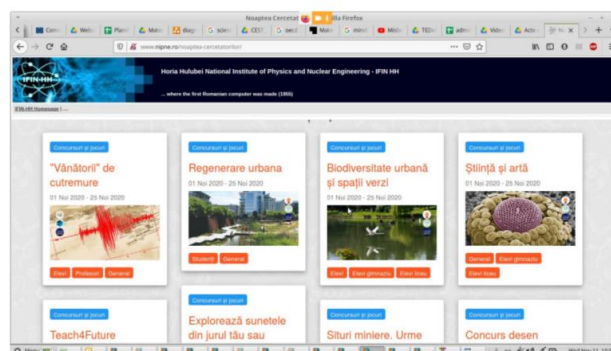 Noaptea Cercetat
lla Firefox
www.nipne.ro/noaptea-cercetatorilor/
IFIN-HH
Horia Hulubei National Institute of Physics and Nuclear Engineering - IFIN HH
... where the first Romanian computer was made (1955)
IFIN-HH Homepage | ...
Concursuri și jocuri
"Vânătorii" de
cutremure
01 Noi 2020 - 25 Noi 2020
Elevi Profesori General
Concursuri și jocuri
Regenerare urbana
01 Noi 2020 - 25 Noi 2020
Studenti General
Concursuri și jocuri
Biodiversitate urbană
și spații verzi
01 Noi 2020 - 25 Noi 2020
Elevi Elevi gimnaziu Elevi liceu
Concursuri și jocuri
Știință și artă
01 Noi 2020 - 25 Noi 2020
General Elevi gimnaziu
Elevi liceu
Concursuri și jocuri
Teach4Future
Concursuri și jocuri
Explorează sunetele
din jurul tău sau
Concursuri și jocuri
Situri miniere. Urme
Concursuri și jocuri
Concurs desen
Menu